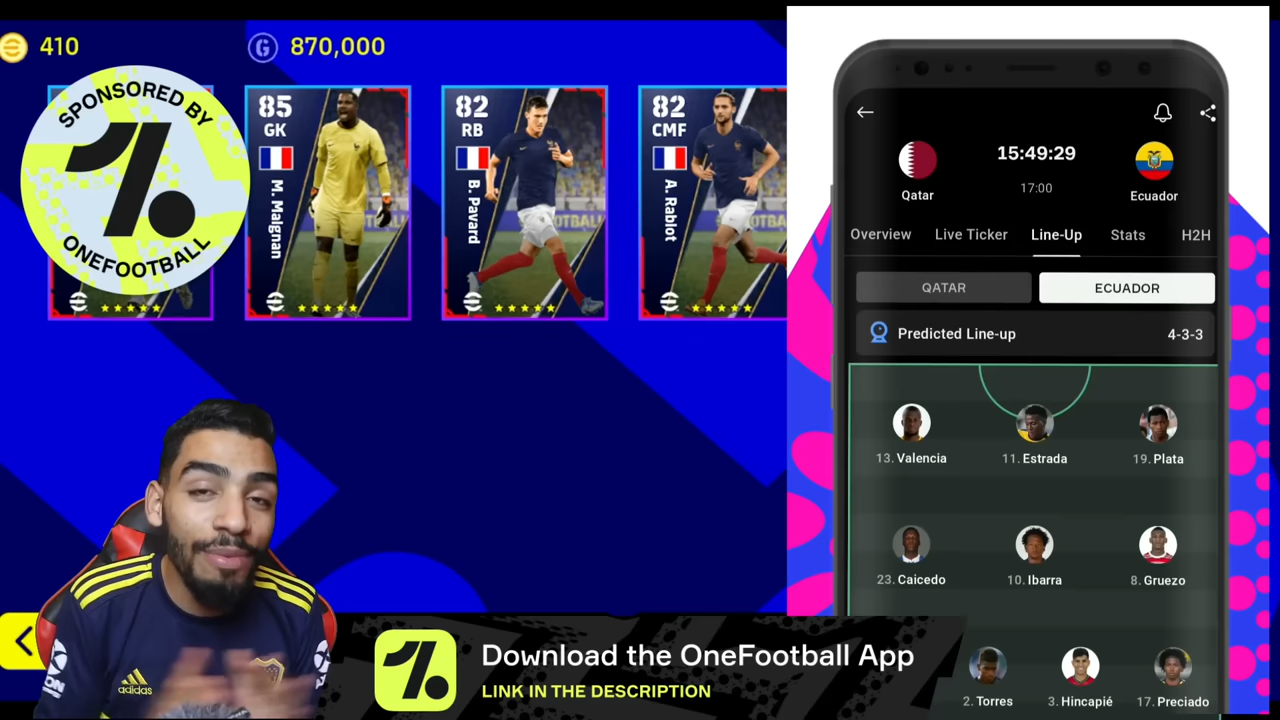 410
870,000
SPONSORED BY
ONEFOOTBALL
85
GK
M. Maignan
82
RB
B. Pavard
82
CMF
A. Rabiot
15:49:29
17:00
Qatar
Ecuador
Overview
Live Ticker
Line-Up
Stats
H2H
QATAR
ECUADOR
Predicted Line-up
4-3-3
13. Valencia
11. Estrada
19. Plata
23. Caicedo
10. Ibarra
8. Gruezo
2. Torres
3. Hincapié
17. Preciado
adidas
Download the OneFootball App
LINK IN THE DESCRIPTION